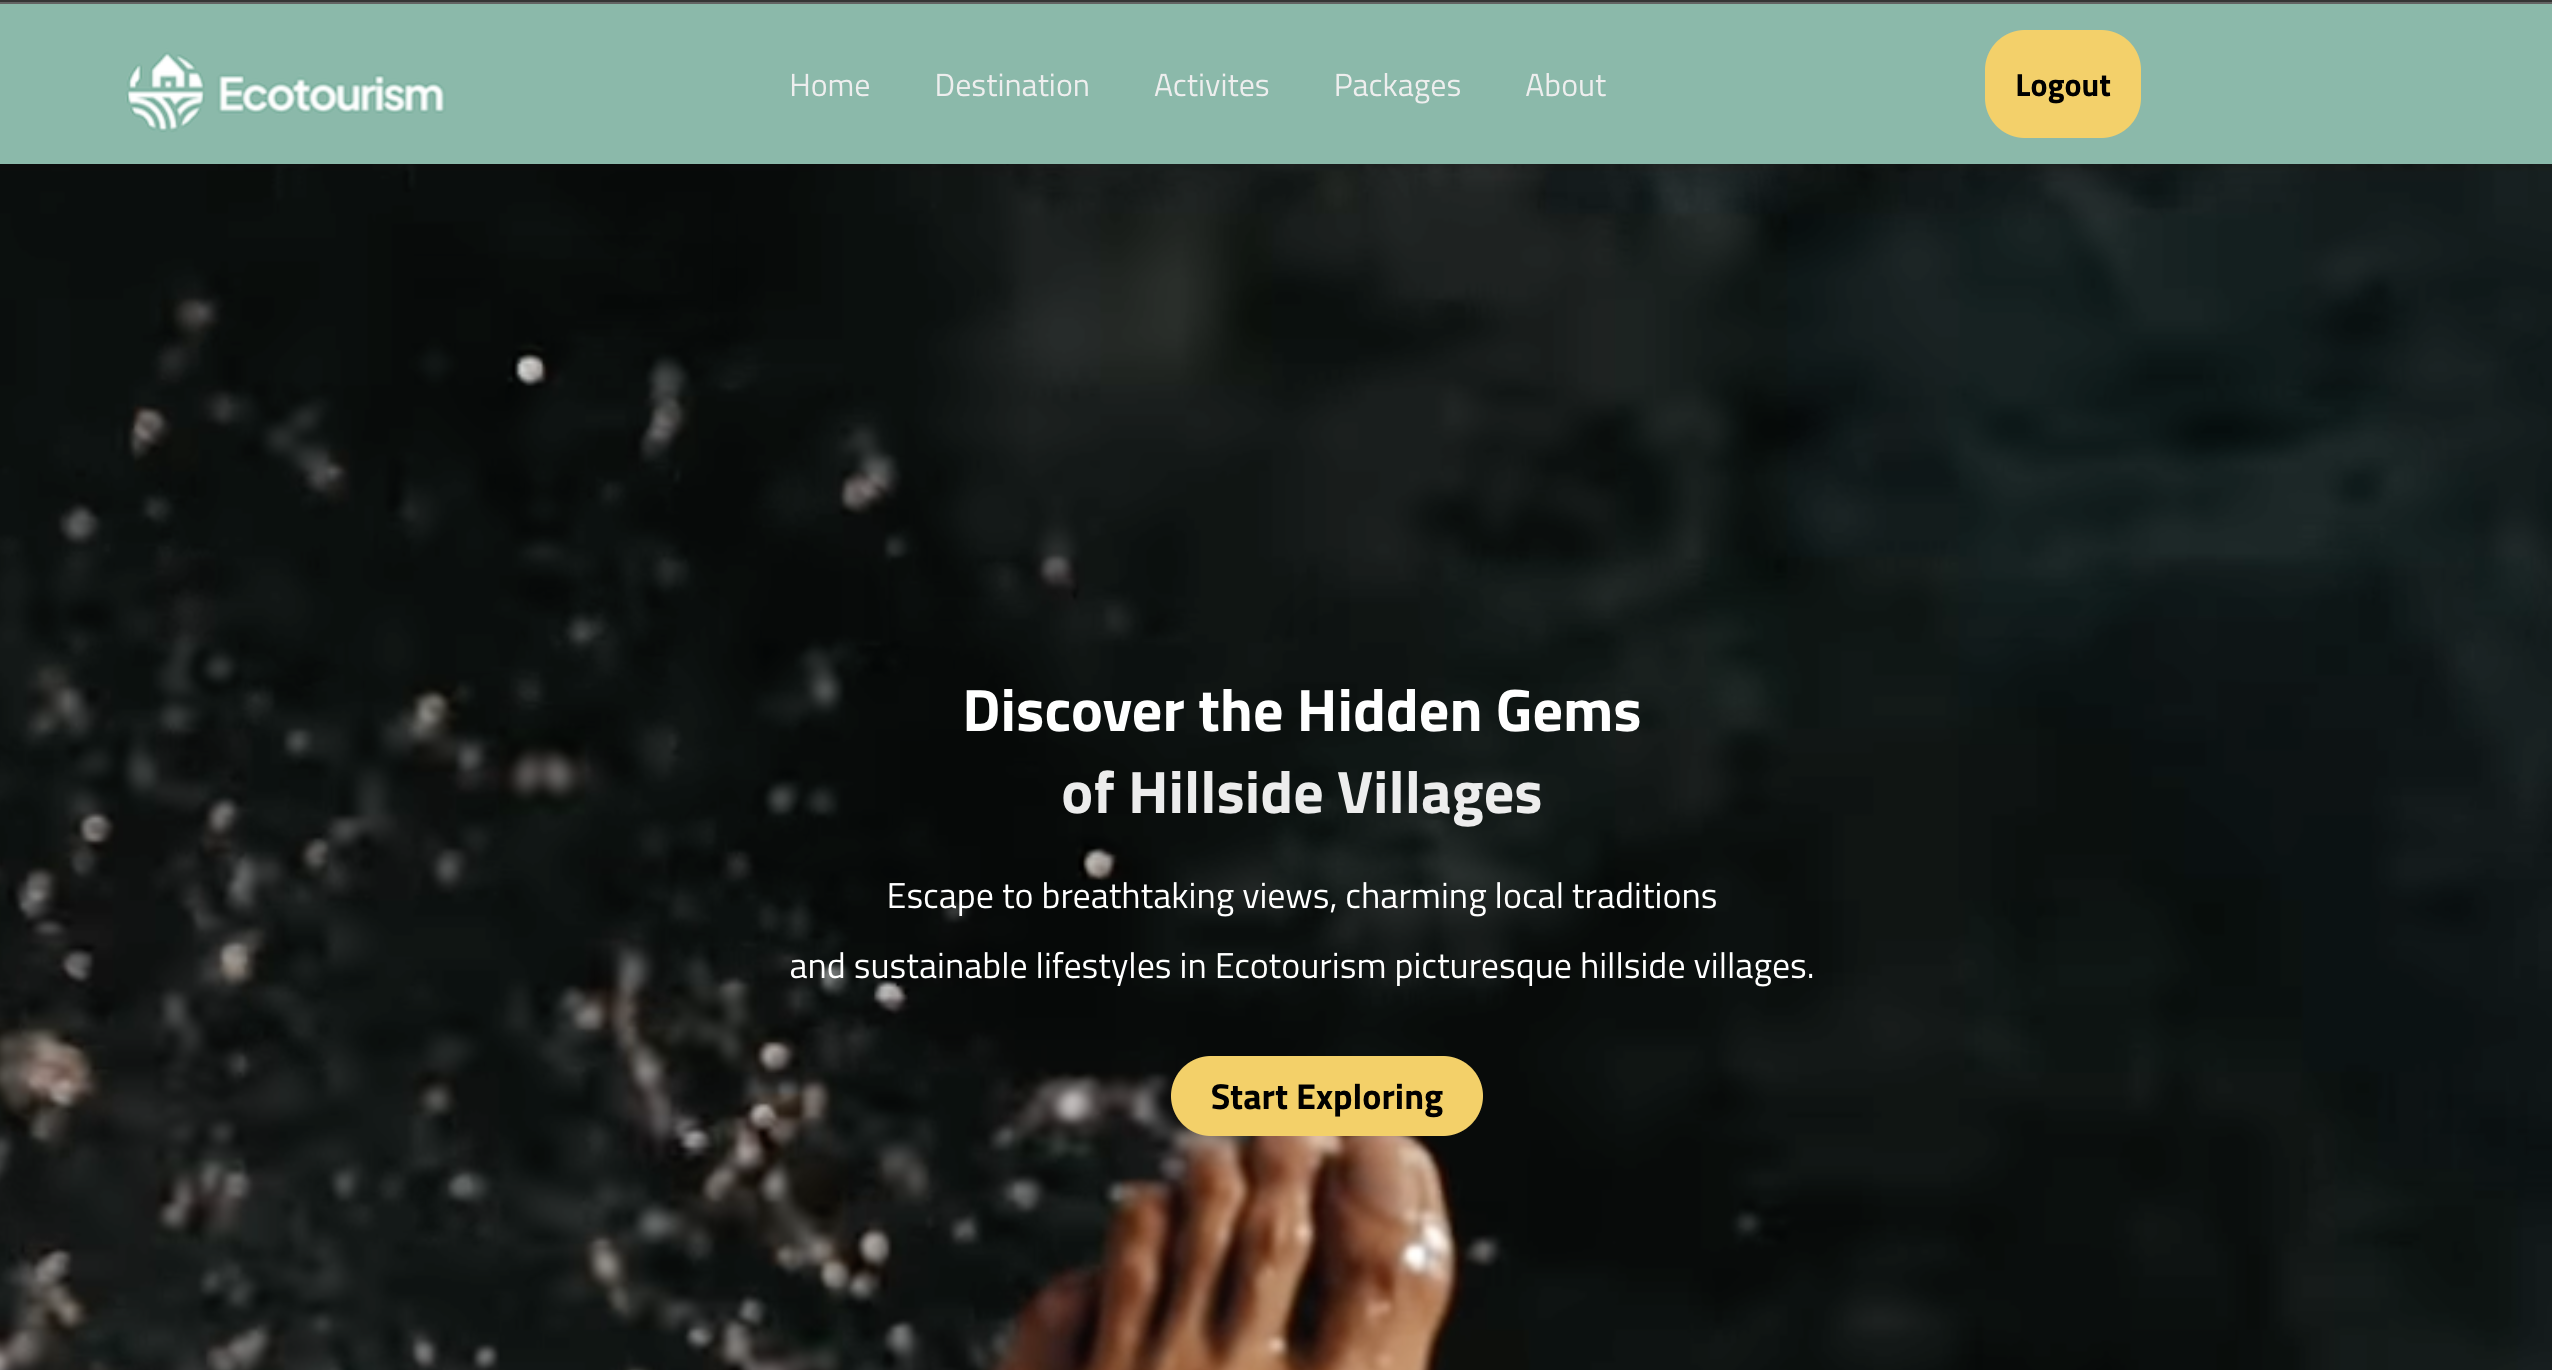 Ecotourism
Home Destination Activites Packages About
Logout
Discover the Hidden Gems
of Hillside Villages
Escape to breathtaking views, charming local traditions
and sustainable lifestyles in Ecotourism picturesque hillside villages.
Start Exploring